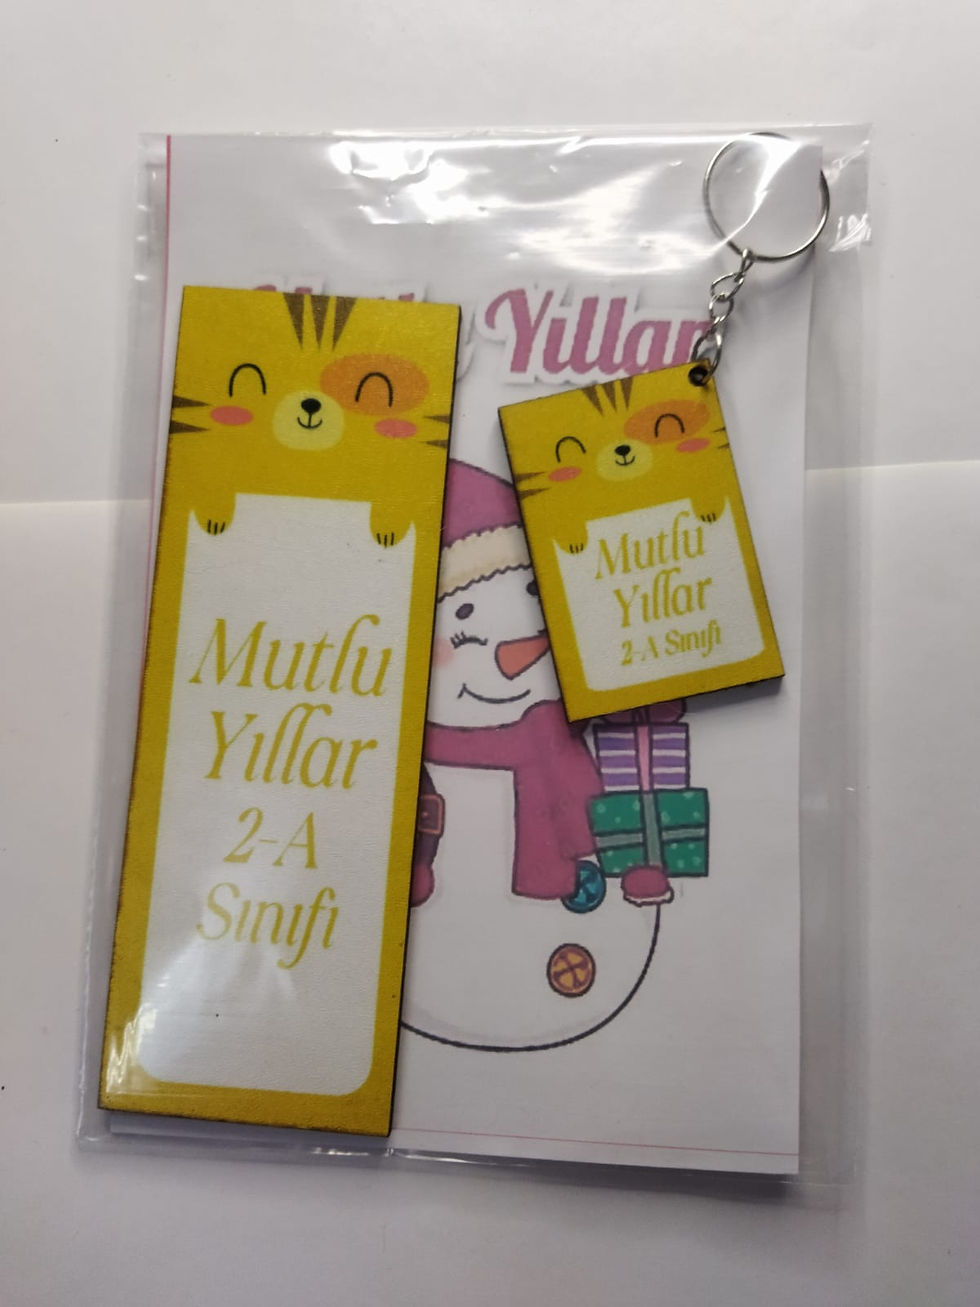 Yıllar
Mutlu
Yıllar
2-A
Sınıfı
Mutlu
Yıllar
2-A Sınıfı